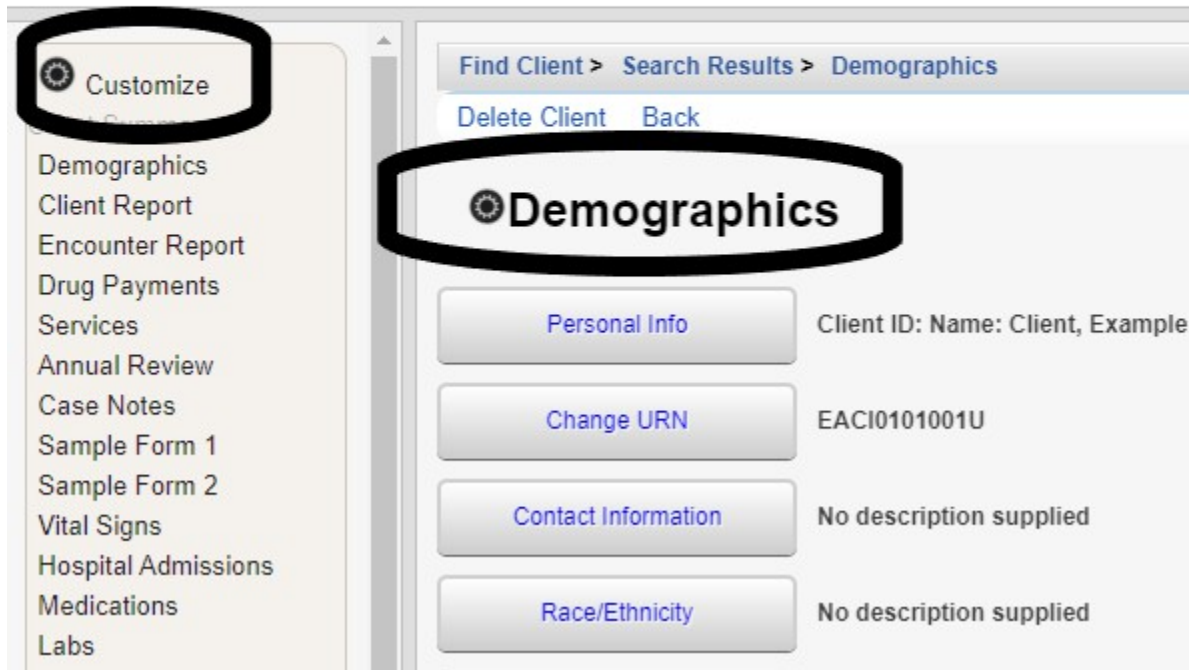 Customize
Demographics
Client Report
Encounter Report
Drug Payments
Services
Annual Review
Case Notes
Sample Form 1
Sample Form 2
Vital Signs
Hospital Admissions
Medications
Labs
Find Client > Search Results > Demographics
Delete Client Back
Demographics
Personal Info Client ID: Name: Client, Example
Change URN EACI0101001U
Contact Information No description supplied
Race/Ethnicity No description supplied